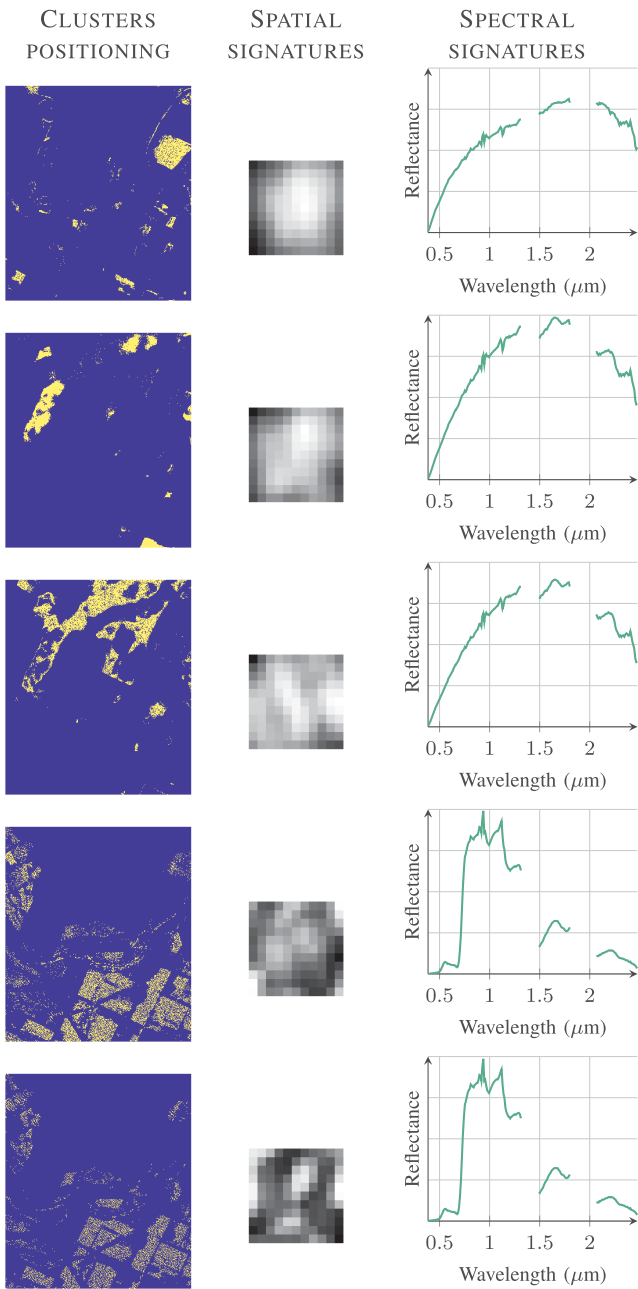 CLUSTERS POSITIONING
SPATIAL SIGNATURES
SPECTRAL SIGNATURES
Reflectance
0.5 1 1.5 2
Wavelength (μm)
Reflectance
0.5 1 1.5 2
Wavelength (μm)
Reflectance
0.5 1 1.5 2
Wavelength (μm)
Reflectance
0.5 1 1.5 2
Wavelength (μm)
Reflectance
0.5 1 1.5 2
Wavelength (μm)